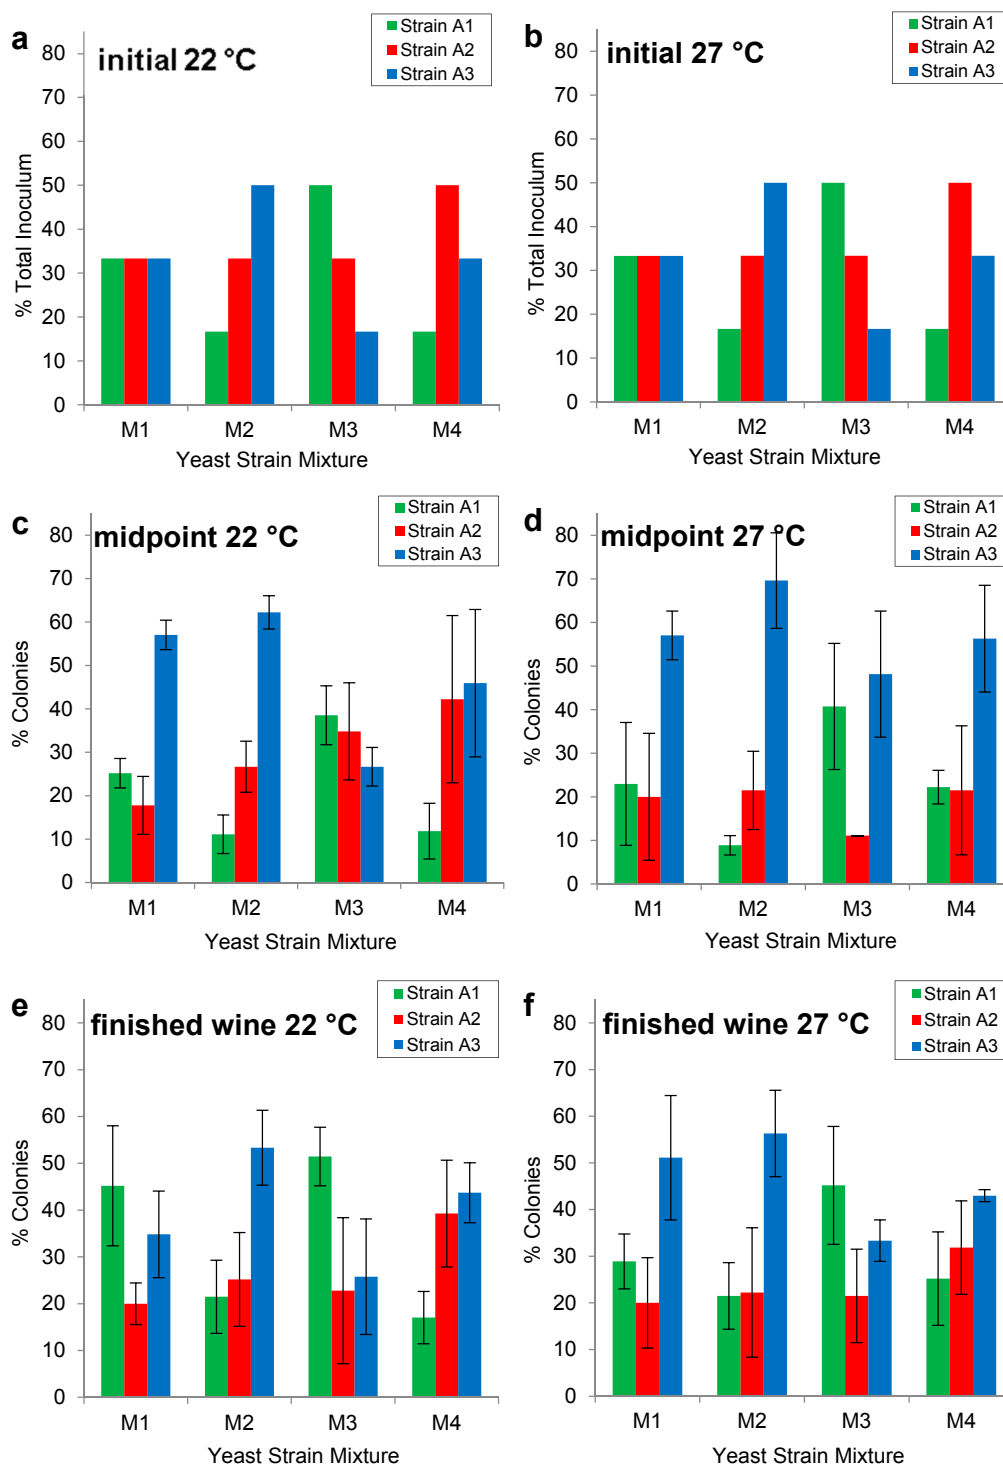 a
initial 22 °C
Strain A1
Strain A2
Strain A3
% Total Inoculum
80
70
60
50
40
30
20
10
0
M1 M2 M3 M4
Yeast Strain Mixture
b
initial 27 °C
Strain A1
Strain A2
Strain A3
% Total Inoculum
80
70
60
50
40
30
20
10
0
M1 M2 M3 M4
Yeast Strain Mixture
c
midpoint 22 °C
Strain A1
Strain A2
Strain A3
% Colonies
80
70
60
50
40
30
20
10
0
M1 M2 M3 M4
Yeast Strain Mixture
d
midpoint 27 °C
Strain A1
Strain A2
Strain A3
% Colonies
80
70
60
50
40
30
20
10
0
M1 M2 M3 M4
Yeast Strain Mixture
e
finished wine 22 °C
Strain A1
Strain A2
Strain A3
% Colonies
80
70
60
50
40
30
20
10
0
M1 M2 M3 M4
Yeast Strain Mixture
f
finished wine 27 °C
Strain A1
Strain A2
Strain A3
% Colonies
80
70
60
50
40
30
20
10
0
M1 M2 M3 M4
Yeast Strain Mixture